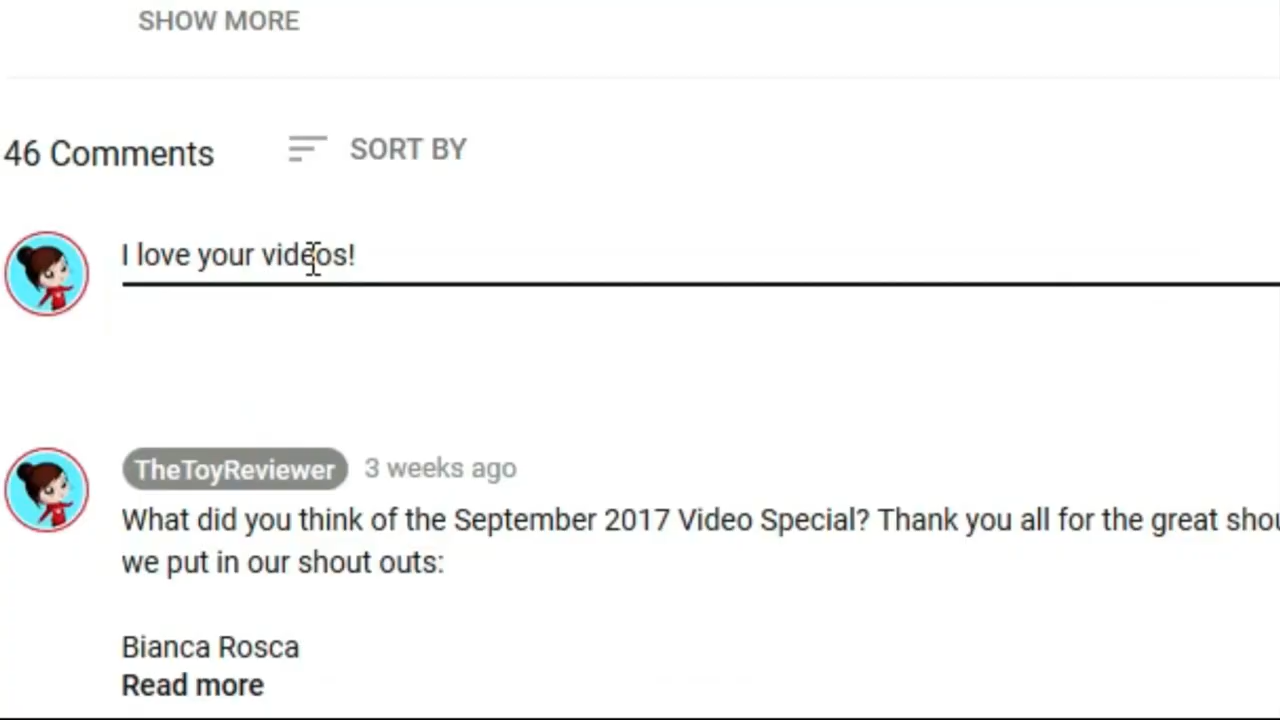 SHOW MORE
46 Comments
SORT BY
I love your videos!
TheToyReviewer 3 weeks ago
What did you think of the September 2017 Video Special? Thank you all for the great
we put in our shout outs:
Bianca Rosca
Read more